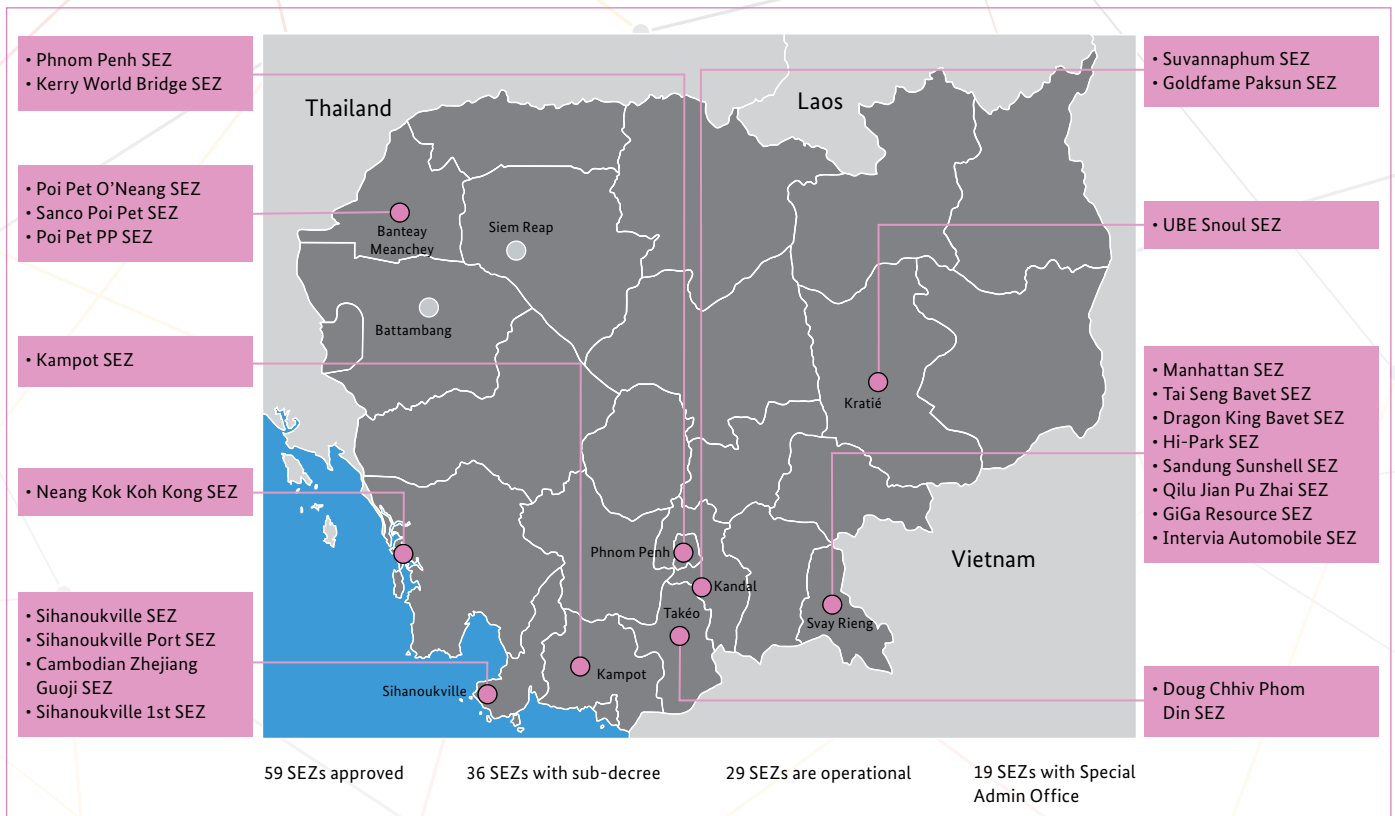 • Phnom Penh SEZ
• Kerry World Bridge SEZ
• Poi Pet O’Neang SEZ
• Sanco Poi Pet SEZ
• Poi Pet PP SEZ
• Kampot SEZ
• Neang Kok Koh Kong SEZ
• Sihanoukville SEZ
• Sihanoukville Port SEZ
• Cambodian Zhejiang
Guoji SEZ
• Sihanoukville 1st SEZ
Thailand
Laos
Banteay
Meanchey
Siem Reap
Battambang
Kratié
Phnom Penh
Kandal
Takéo
Svay Rieng
Kampot
Sihanoukville
Vietnam
• Suvannaphum SEZ
• Goldfame Paksun SEZ
• UBE Snoul SEZ
• Manhattan SEZ
• Tai Seng Bavet SEZ
• Dragon King Bavet SEZ
• Hi-Park SEZ
• Sandung Sunshell SEZ
• Qilu Jian Pu Zhai SEZ
• GiGa Resource SEZ
• Intervia Automobile SEZ
• Doug Chhiv Phom
Din SEZ
59 SEZs approved
36 SEZs with sub-decree
29 SEZs are operational
19 SEZs with Special
Admin Office